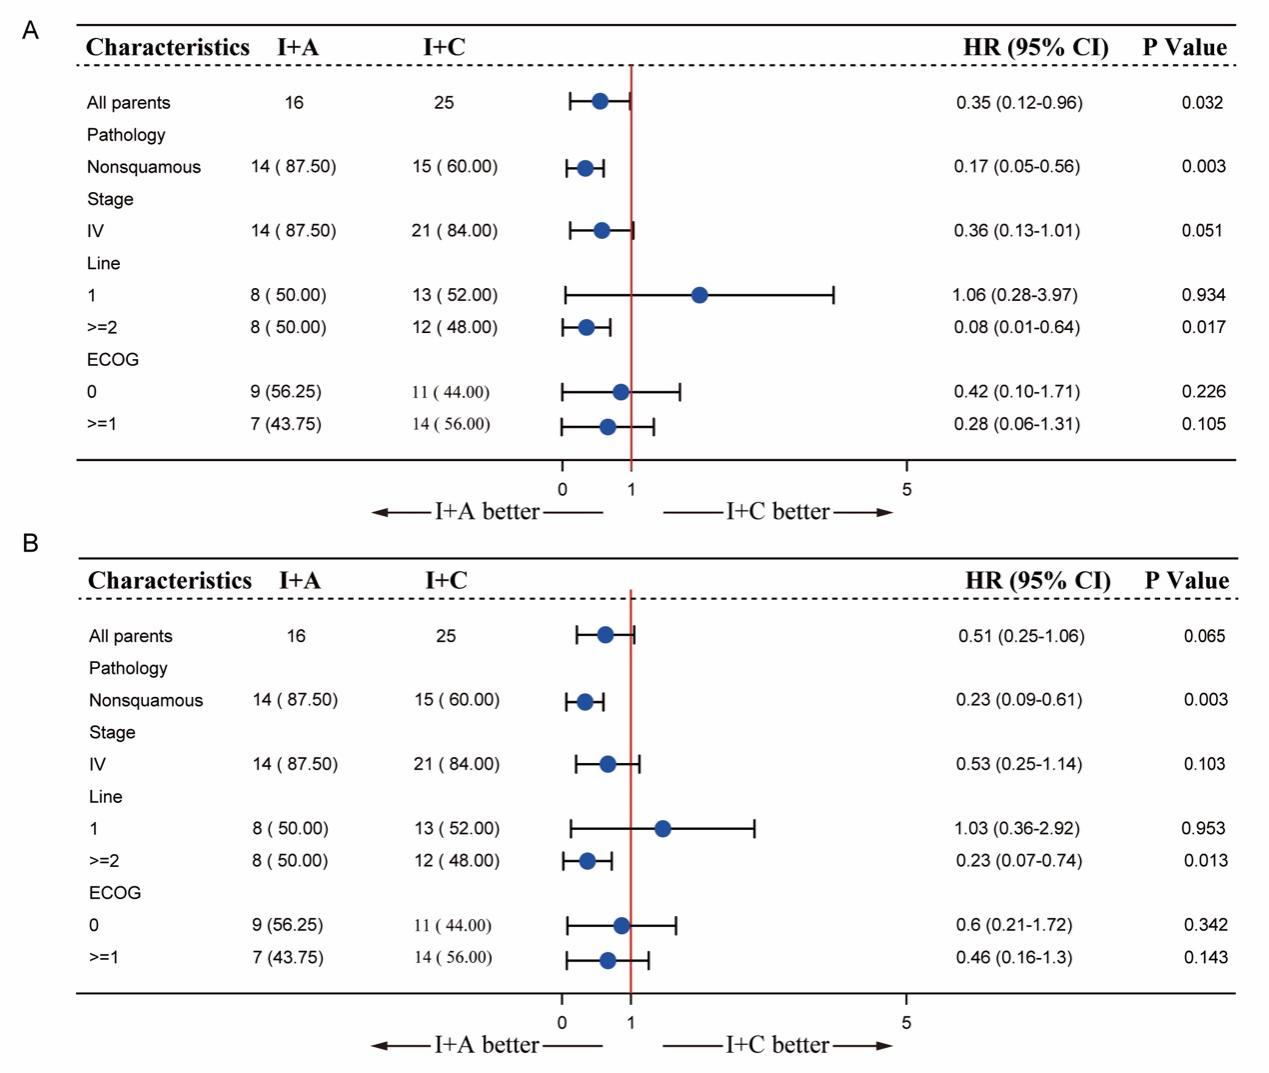 A
Characteristics I+A I+C HR (95% CI) P Value
All parents 16 25 0.35 (0.12-0.96) 0.032
Pathology
Nonsquamous 14 ( 87.50) 15 ( 60.00) 0.17 (0.05-0.56) 0.003
Stage
IV 14 ( 87.50) 21 ( 84.00) 0.36 (0.13-1.01) 0.051
Line
1 8 ( 50.00) 13 ( 52.00) 1.06 (0.28-3.97) 0.934
>=2 8 ( 50.00) 12 ( 48.00) 0.08 (0.01-0.64) 0.017
ECOG
0 9 (56.25) 11 ( 44.00) 0.42 (0.10-1.71) 0.226
>=1 7 (43.75) 14 ( 56.00) 0.28 (0.06-1.31) 0.105
0 1 5
I+A better I+C better
B
Characteristics I+A I+C HR (95% CI) P Value
All parents 16 25 0.51 (0.25-1.06) 0.065
Pathology
Nonsquamous 14 ( 87.50) 15 ( 60.00) 0.23 (0.09-0.61) 0.003
Stage
IV 14 ( 87.50) 21 ( 84.00) 0.53 (0.25-1.14) 0.103
Line
1 8 ( 50.00) 13 ( 52.00) 1.03 (0.36-2.92) 0.953
>=2 8 ( 50.00) 12 ( 48.00) 0.23 (0.07-0.74) 0.013
ECOG
0 9 (56.25) 11 ( 44.00) 0.6 (0.21-1.72) 0.342
>=1 7 (43.75) 14 ( 56.00) 0.46 (0.16-1.3) 0.143
0 1 5
I+A better I+C better